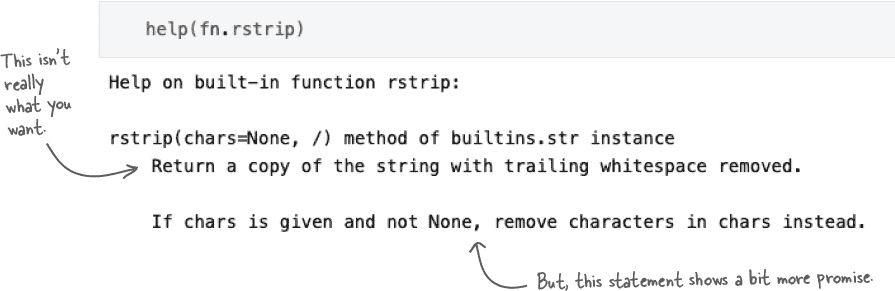 help(fn.rstrip)
This isn't
really
what you
want.
Help on built-in function rstrip:
rstrip(chars=None, /) method of builtins.str instance
Return a copy of the string with trailing whitespace removed.
If chars is given and not None, remove characters in chars instead.
But, this statement shows a bit more promise.